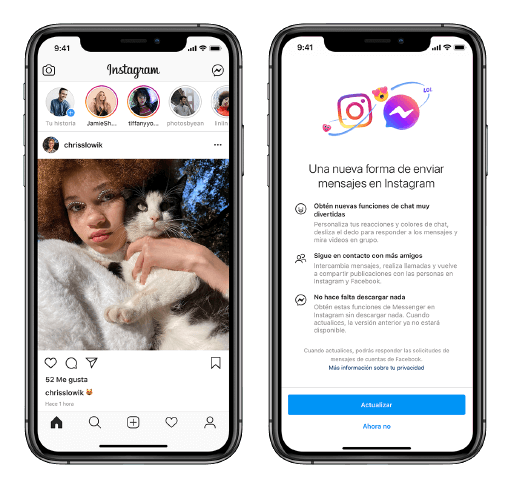 9:41
Instagram
Tu historia
JamieSh...
tiffanyyo...
photosbyean
chrisslowik
52 Me gusta
chrisslowik
Hace 1 hora
9:41
LOL
Una nueva forma de enviar
mensajes en Instagram
Obtén nuevas funciones de chat muy
divertidas
Personaliza tus reacciones y colores de chat,
desliza el dedo para responder a los mensajes y
mira videos en grupo.
Sigue en contacto con más amigos
Intercambia mensajes, realiza llamadas y vuelve
a compartir publicaciones con las personas en
Instagram y Facebook.
No hace falta descargar nada
Obtén estas funciones de Messenger en
Instagram sin descargar nada. Cuando
actualices, la versión anterior ya no estará
disponible.
Cuando actualices, podrás responder las solicitudes de
mensajes de cuentas de Facebook.
Más información sobre tu privacidad
Actualizar
Ahora no